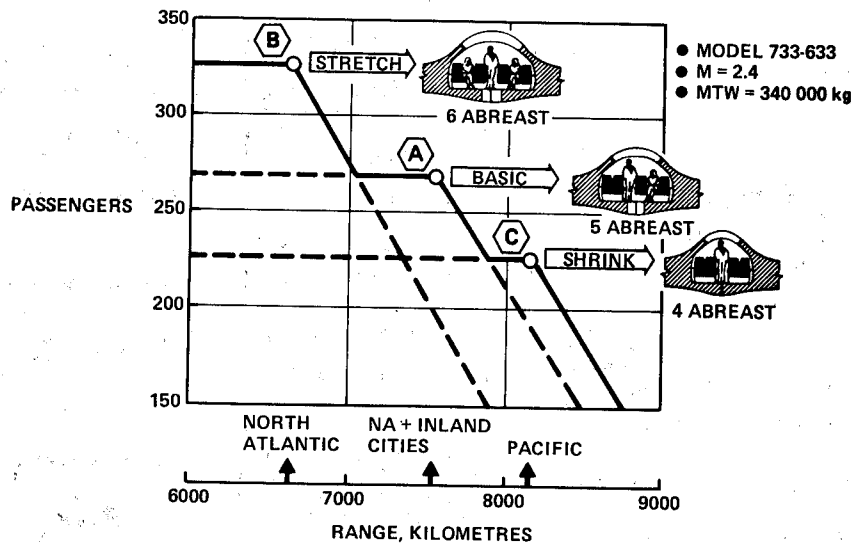 350
300
PASSENGERS
250
200
150
B
STRETCH
6 ABREAST
A
BASIC
5 ABREAST
C
SHRINK
4 ABREAST
● MODEL 733-633
● M = 2.4
● MTW = 340 000 kg
NORTH
ATLANTIC
NA + INLAND
CITIES
PACIFIC
6000 7000 8000 9000
RANGE, KILOMETRES